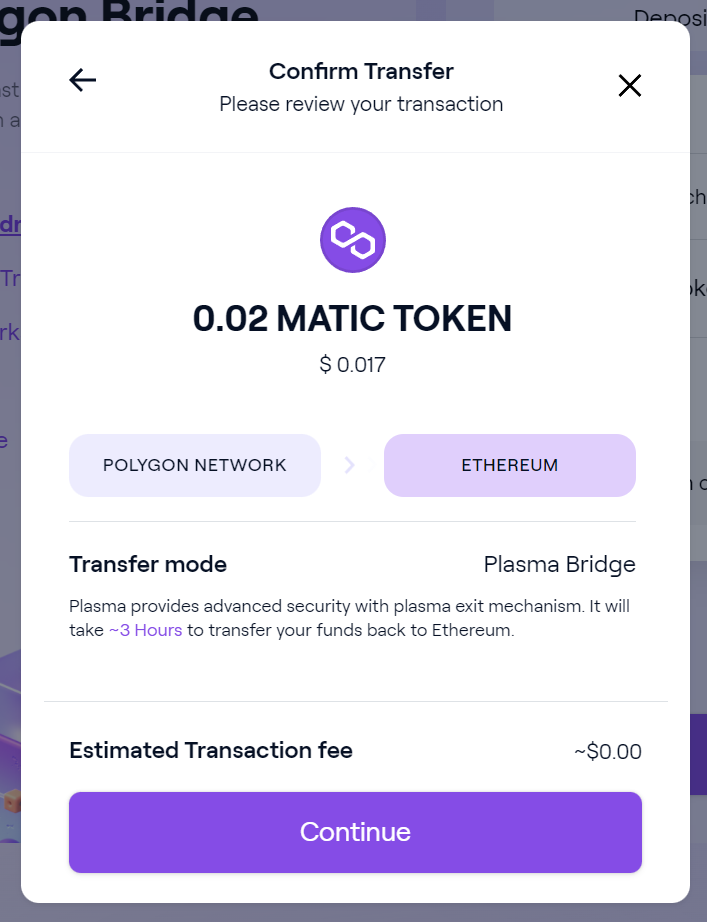 gon Bridge
Deposi
Confirm Transfer
Please review your transaction
0.02 MATIC TOKEN
$ 0.017
POLYGON NETWORK
ETHEREUM
Transfer mode
Plasma Bridge
Plasma provides advanced security with plasma exit mechanism. It will
take ~3 Hours to transfer your funds back to Ethereum.
Estimated Transaction fee
~$0.00
Continue